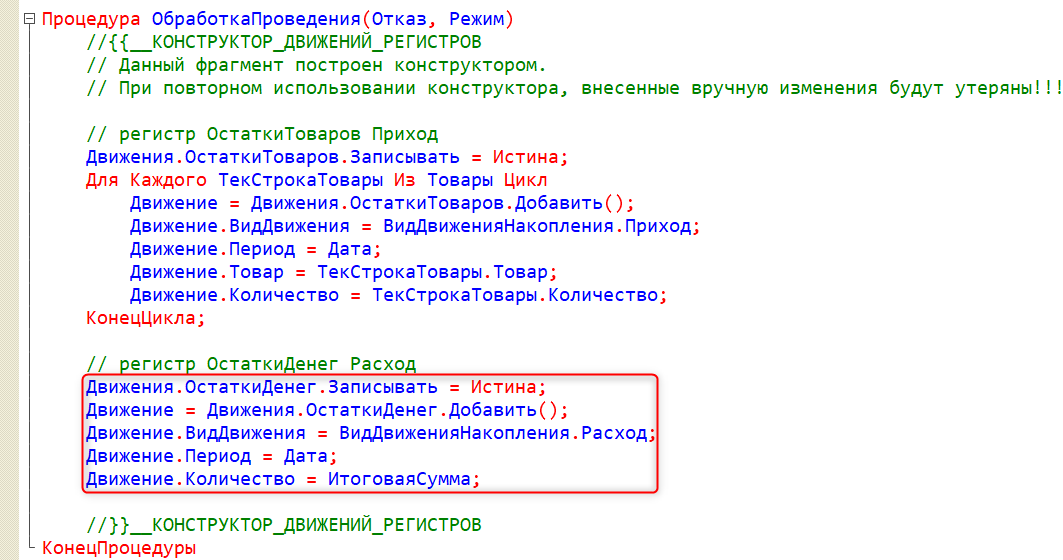 Процедура ОбработкаПроведения(Отказ, Режим)
//{{__КОНСТРУКТОР_ДВИЖЕНИЙ_РЕГИСТРОВ
// Данный фрагмент построен конструктором.
// При повторном использовании конструктора, внесенные вручную изменения будут утеряны!!!
// регистр ОстаткиТоваров Приход
Движения.ОстаткиТоваров.Записывать = Истина;
Для Каждого ТекСтрокаТовары Из Товары Цикл
Движение = Движения.ОстаткиТоваров.Добавить();
Движение.ВидДвижения = ВидДвиженияНакопления.Приход;
Движение.Период = Дата;
Движение.Товар = ТекСтрокаТовары.Товар;
Движение.Количество = ТекСтрокаТовары.Количество;
КонецЦикла;
// регистр ОстаткиДенег Расход
Движения.ОстаткиДенег.Записывать = Истина;
Движение = Движения.ОстаткиДенег.Добавить();
Движение.ВидДвижения = ВидДвиженияНакопления.Расход;
Движение.Период = Дата;
Движение.Количество = ИтоговаяСумма;
//}}__КОНСТРУКТОР_ДВИЖЕНИЙ_РЕГИСТРОВ
КонецПроцедуры